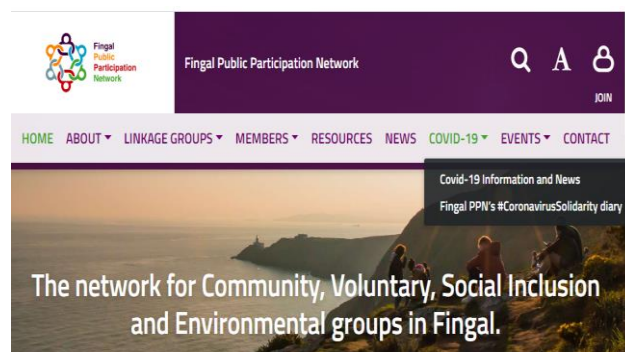 Fingal
Public
Participation
Network
Fingal Public Participation Network
A
JOIN
HOME ABOUT LINKAGE GROUPS MEMBERS RESOURCES NEWS COVID-19 EVENTS CONTACT
Covid-19 Information and News
Fingal PPN's #CoronavirusSolidarity diary
The network for Community, Voluntary, Social Inclusion
and Environmental groups in Fingal.